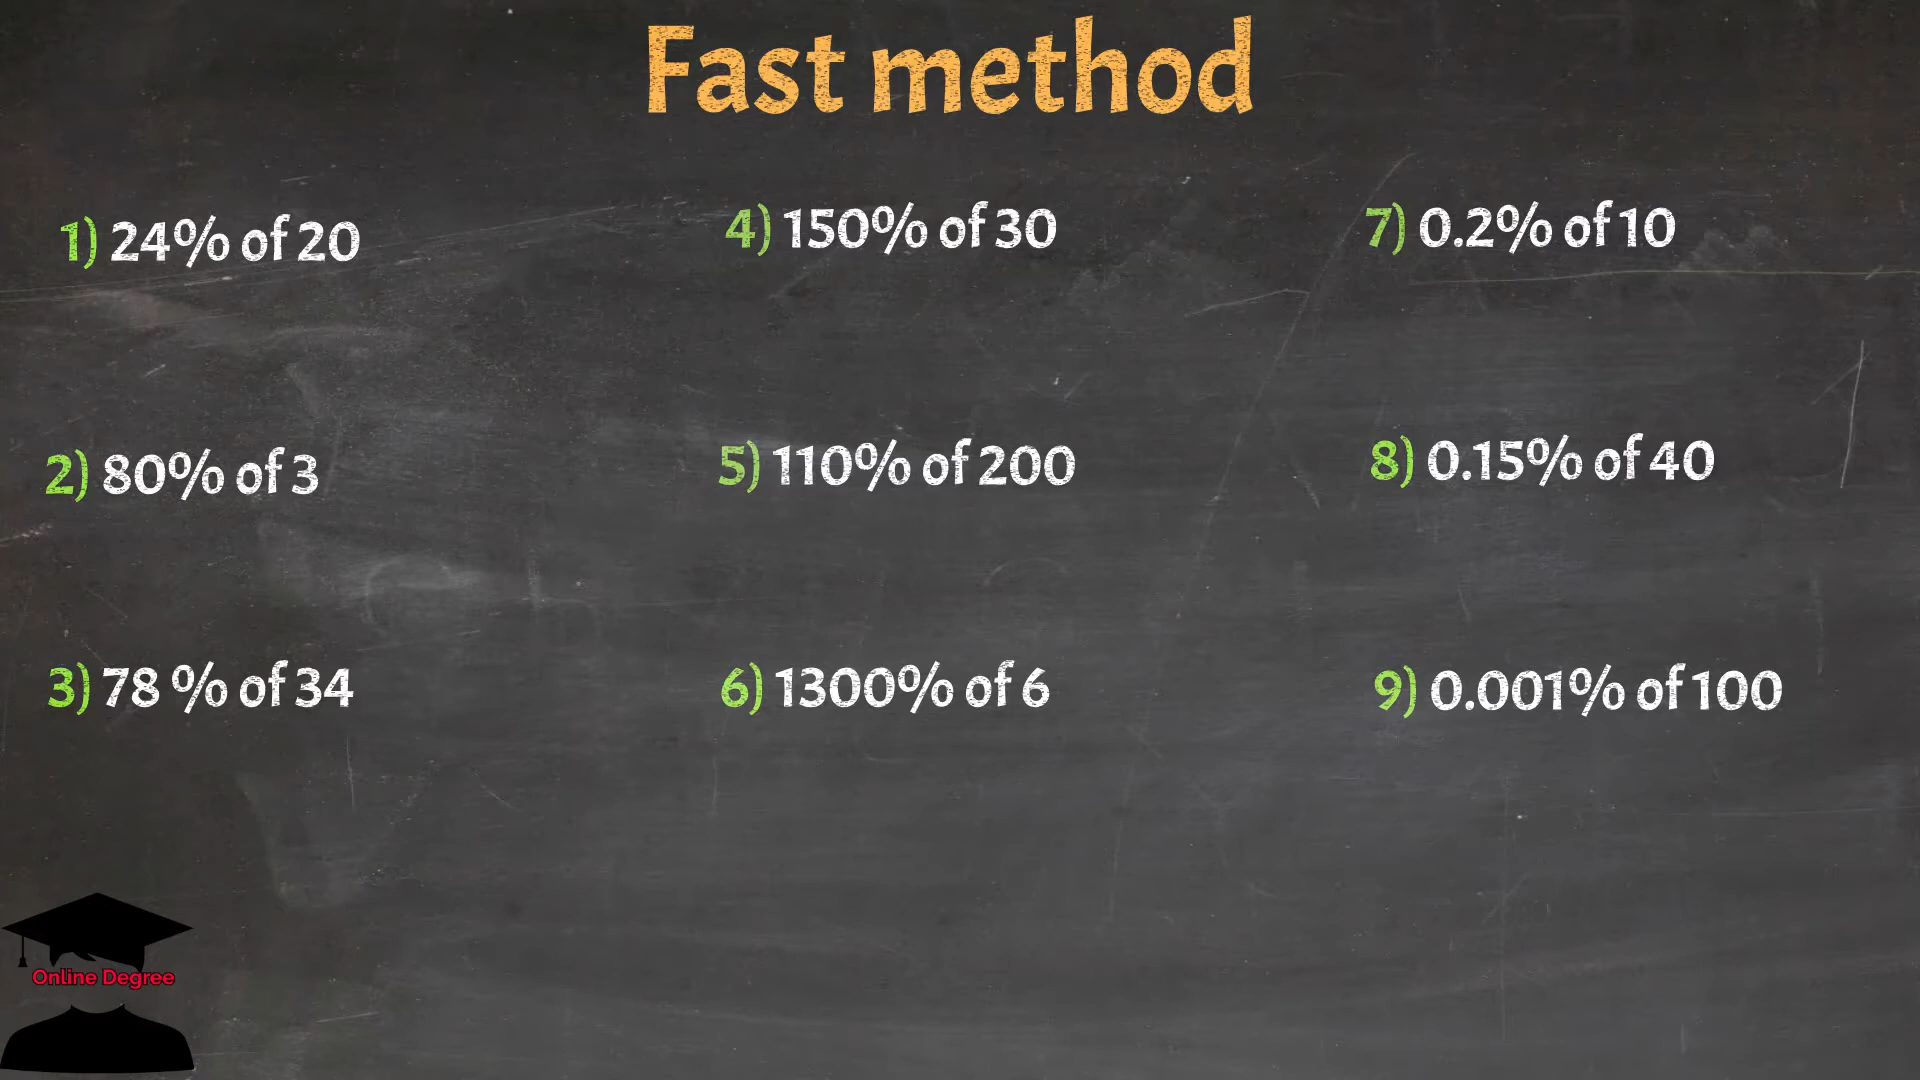 Fast method
1) 24% of 20
2) 80% of 3
3) 78 % of 34
4) 150% of 30
5) 110% of 200
6) 1300% of 6
7) 0.2% of 10
8) 0.15% of 40
9) 0.001% of 100
Online Degree